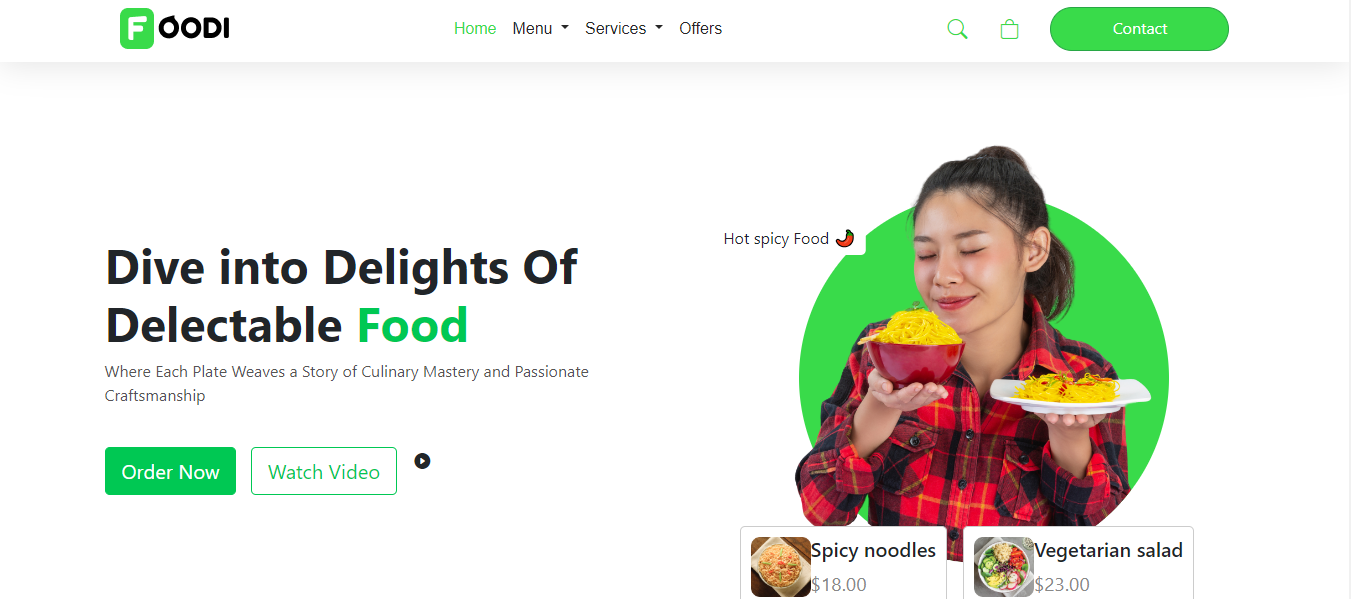 FOODI
Home Menu Services Offers
Contact
Hot spicy Food
Dive into Delights Of
Delectable Food
Where Each Plate Weaves a Story of Culinary Mastery and Passionate
Craftsmanship
Order Now Watch Video
Spicy noodles
$18.00
Vegetarian salad
$23.00